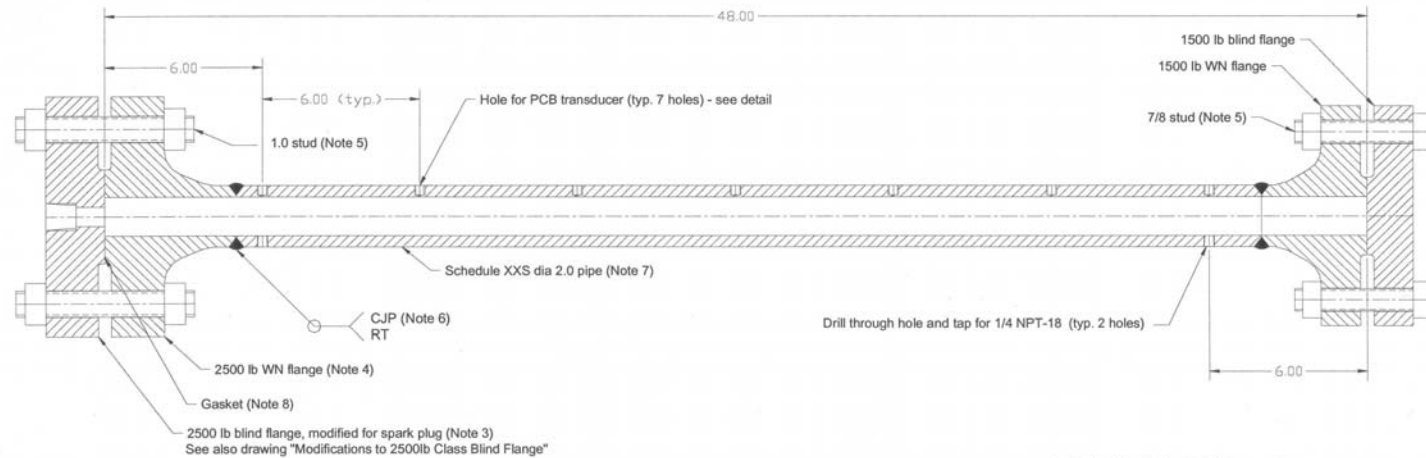 48.00
1500 lb blind flange
6.00
1500 lb WN flange
6.00 (typ.)
Hole for PCB transducer (typ. 7 holes) - see detail
7/8 stud (Note 5)
1.0 stud (Note 5)
Schedule XXS dia 2.0 pipe (Note 7)
CJP (Note 6)
RT
Drill through hole and tap for 1/4 NPT-18 (typ. 2 holes)
2500 lb WN flange (Note 4)
6.00
Gasket (Note 8)
2500 lb blind flange, modified for spark plug (Note 3)
See also drawing "Modifications to 2500lb Class Blind Flange"